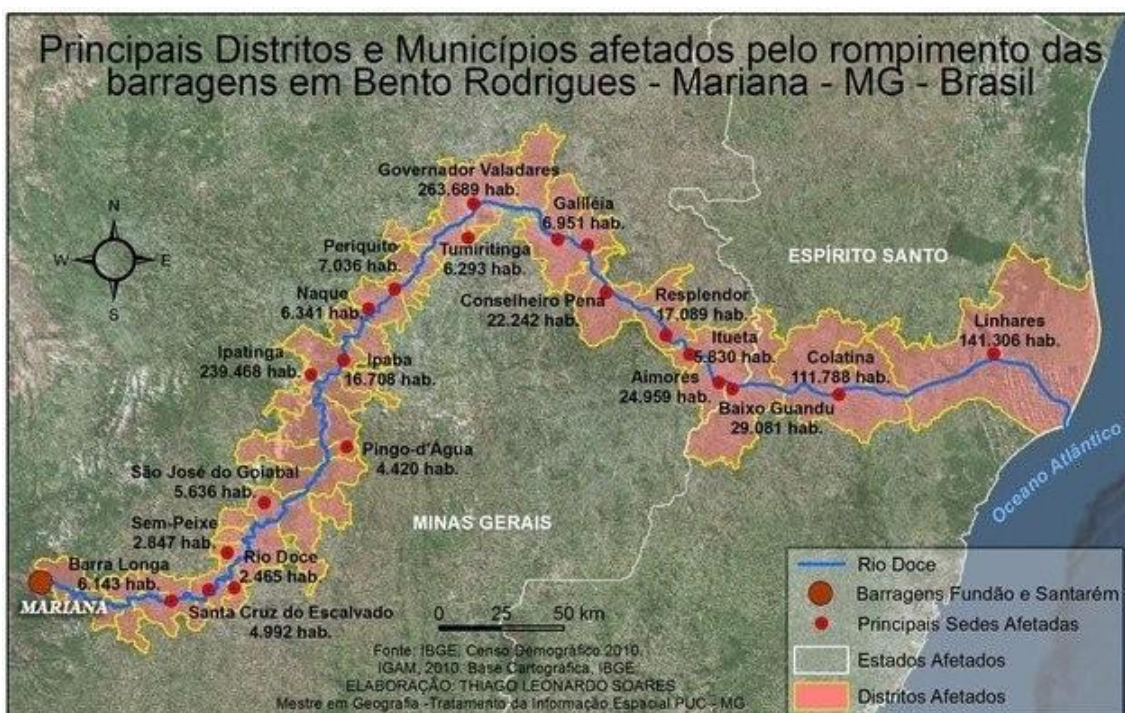 Principais Distritos e Municípios afetados pelo rompimento das
barragens em Bento Rodrigues - Mariana - MG - Brasil
N
W
E
S
Governador Valadares
263.689 hab.
Galiléia
6.951 hab.
Periquito
7.036 hab.
Tumiritinga
6.293 hab.
ESPÍRITO SANTO
Naque
6.341 hab.
Conselheiro Pena
22.242 hab.
Resplendor
17.089 hab.
Linhares
141.306 hab.
Ipatinga
239.468 hab.
Ipaba
16.708 hab.
Itueta
5.830 hab.
Colatina
111.788 hab.
Aimorés
24.959 hab.
Baixo Guandu
29.081 hab.
Pingo-d'Água
4.420 hab.
Oceano Atlântico
São José do Goiabal
5.636 hab.
MINAS GERAIS
Sem-Peixe
2.847 hab.
Barra Longa
6.143 hab.
Rio Doce
2.465 hab.
MARIANA
Santa Cruz do Escalvado
4.992 hab.
0 25 50 km
Fonte: IBGE, Censo Demográfico 2010.
IGAM, 2010. Base Cartográfica, IBGE.
ELABORAÇÃO: THIAGO LEONARDO SOARES
Mestre em Geografia -Tratamento da Informação Espacial PUC - MG
Rio Doce
Barragens Fundão e Santarém
Principais Sedes Afetadas
Estados Afetados
Distritos Afetados